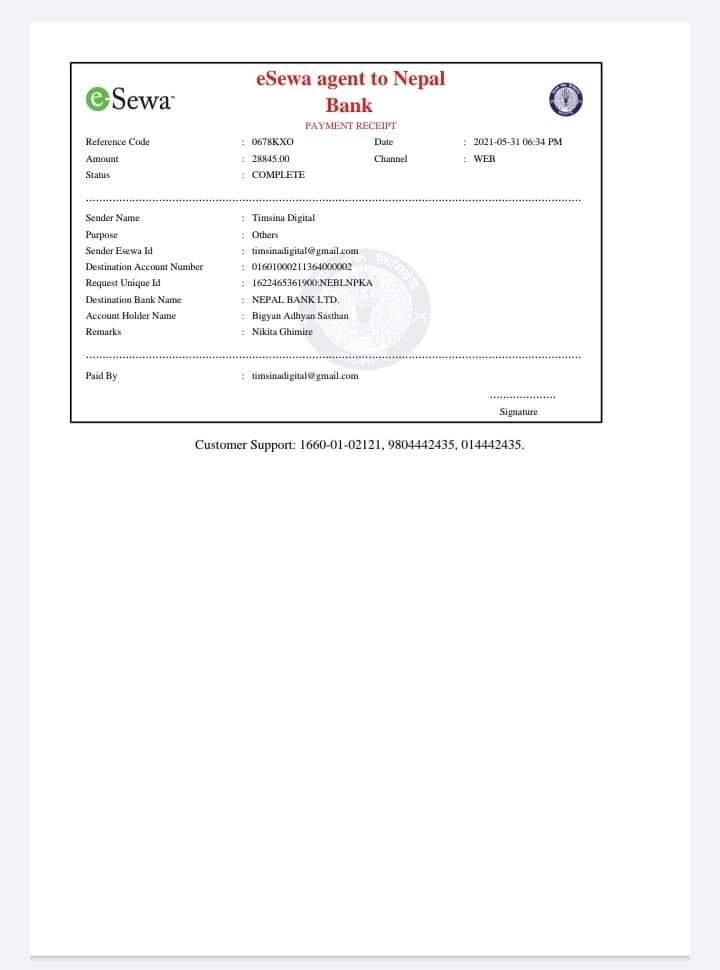 e-Sewa
eSewa agent to Nepal
Bank
PAYMENT RECEIPT
Reference Code : 0678KXO Date : 2021-05-31 06:34 PM
Amount : 28845.00 Channel : WEB
Status : COMPLETE
Sender Name : Timsina Digital
Purpose : Others
Sender Esewa Id : timsinadigital@gmail.com
Destination Account Number : 01601000211364000002
Request Unique Id : 1622465361900:NEBLNPKA
Destination Bank Name : NEPAL BANK LTD.
Account Holder Name : Bigyan Adhyan Sasthan
Remarks : Nikita Ghimire
Paid By : timsinadigital@gmail.com
Signature
Customer Support: 1660-01-02121, 9804442435, 014442435.